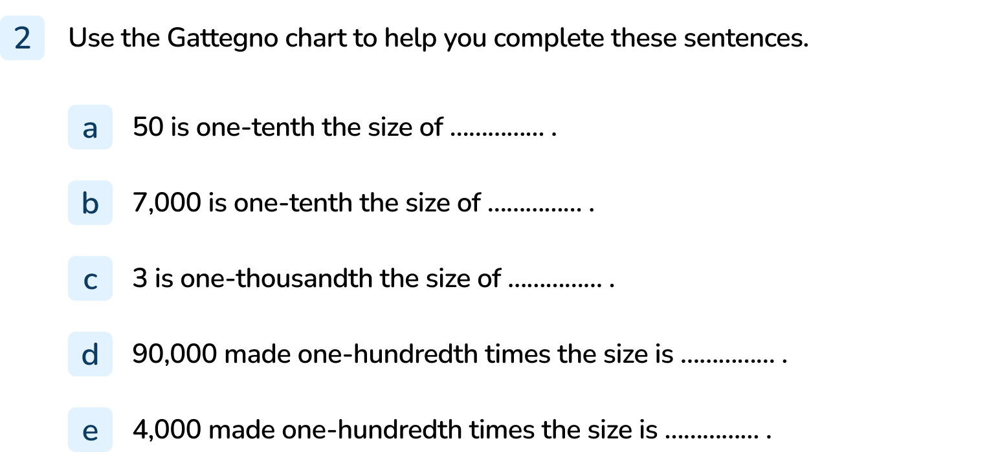 2 Use the Gattegno chart to help you complete these sentences.
a 50 is one-tenth the size of ............... .
b 7,000 is one-tenth the size of ............... .
c 3 is one-thousandth the size of ............... .
d 90,000 made one-hundredth times the size is ............... .
e 4,000 made one-hundredth times the size is ............... .